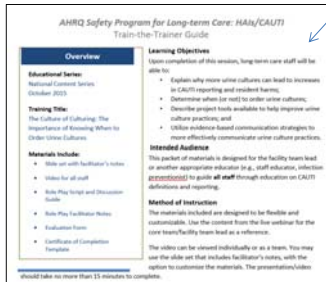 AHRQ Safety Program for Long-term Care: HAIs/CAUTI
Train-the-Trainer Guide
Overview
Educational Series:
National Content Series
October 2015
Training Title:
The Culture of Culturing: The
Importance of Knowing When to
Order Urine Cultures
Materials Include:
• Slide set with facilitator's notes
• Video for all staff
• Role Play Script and Discussion
Guide
• Role Play Facilitator Notes
• Evaluation Form
• Certificate of Completion
Template
Learning Objectives
Upon completion of this session, long-term care staff will be
able to:
• Explain why more urine cultures can lead to increases
in CAUTI reporting and resident harms;
• Determine when (or not) to order urine cultures;
• Describe project tools available to help improve urine
culture practices; and
• Utilize evidence-based communication strategies to
more effectively communicate urine culture practices.
Intended Audience
This packet of materials is designed for the facility team lead
or another appropriate educator (e.g., staff educator, infection
preventionist) to guide all staff through education on CAUTI
definitions and reporting.
Method of Instruction
The materials included are designed to be flexible and
customizable. Use the content from the live webinar for the
core team/facility team lead as a reference.
The video can be viewed individually or as a team. You may
use the slide set that includes facilitator's notes, with the
option to customize the materials. The presentation/video
should take no more than 15 minutes to complete.